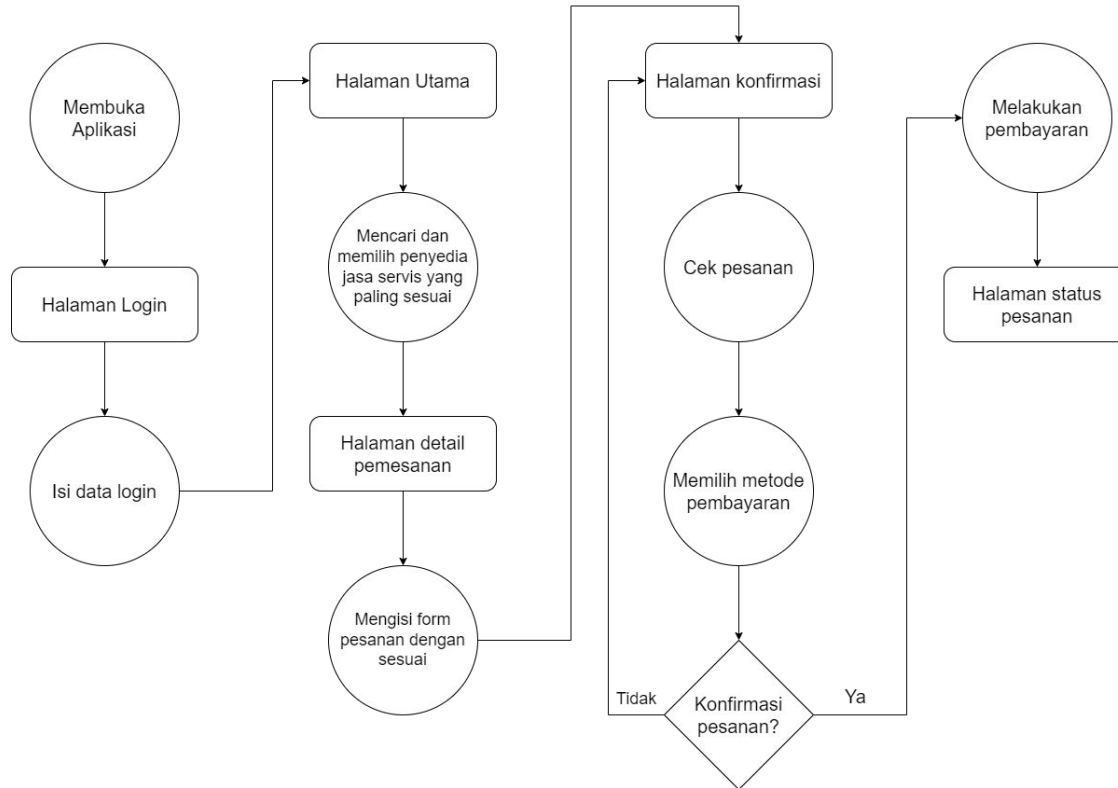 Membuka
Aplikasi
Halaman Login
Isi data login
Halaman Utama
Mencari dan
memilih penyedia
jasa servis yang
paling sesuai
Halaman detail
pemesanan
Mengisi form
pesanan dengan
sesuai
Halaman konfirmasi
Cek pesanan
Memilih metode
pembayaran
Konfirmasi
pesanan?
Tidak
Ya
Melakukan
pembayaran
Halaman status
pesanan